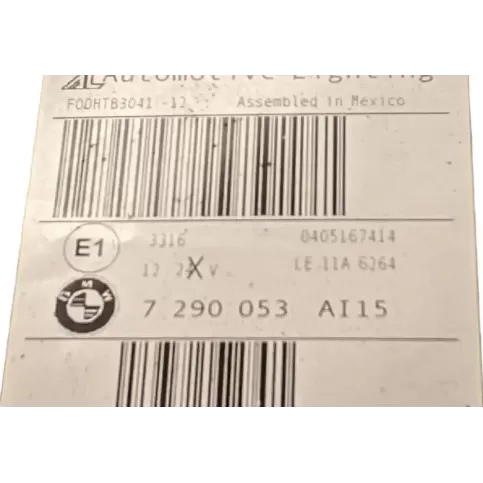 AL Automotive Lighting
FODHTB3041 -12 Assembled in Mexico
E1 3316 0405167414
12 24 V LE 11A 6264
BMW 7 290 053 AI15